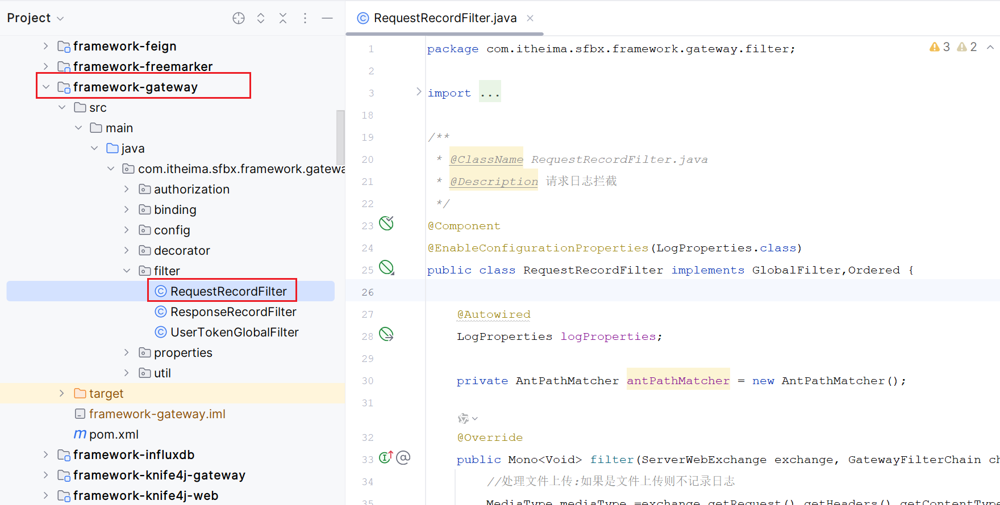 Project
framework-feign
framework-freemarker
framework-gateway
src
main
java
com.itheima.sfbx.framework.gatewa
authorization
binding
config
decorator
filter
RequestRecordFilter
ResponseRecordFilter
UserTokenGlobalFilter
properties
util
target
framework-gateway.iml
pom.xml
framework-influxdb
framework-knife4j-gateway
framework-knife4j-web
RequestRecordFilter.java
3 2
1 package com.itheima.sfbx.framework.gateway.filter;
2
3 import ...
18
19 /**
20 * @ClassName RequestRecordFilter.java
21 * @Description 请求日志拦截
22 */
23 @Component
24 @EnableConfigurationProperties(LogProperties.class)
25 public class RequestRecordFilter implements GlobalFilter,Ordered {
26
27 @Autowired
28 LogProperties logProperties;
29
30 private AntPathMatcher antPathMatcher = new AntPathMatcher();
31
32 @Override
33 public Mono<Void> filter(ServerWebExchange exchange, GatewayFilterChain ch
34 //处理文件上传:如果是文件上传则不记录日志
35 MediaType mediaType =exchange.getRequest().getHeaders().getContentType